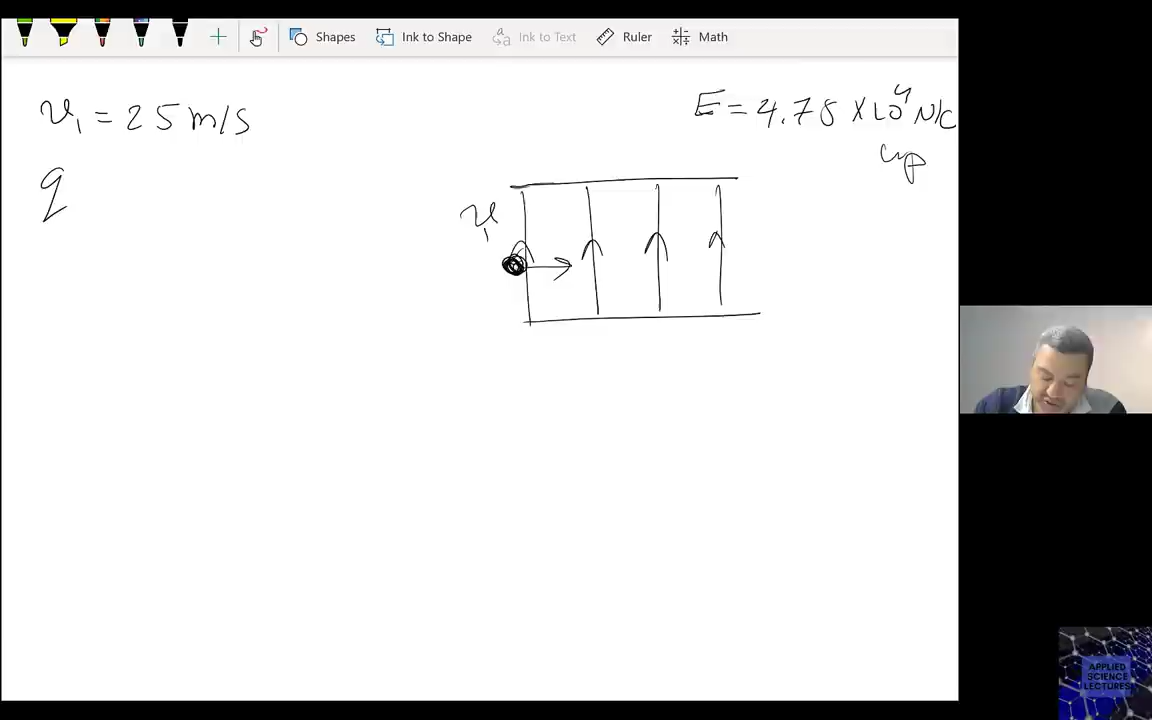 Shapes
Ink to Shape
Ink to Text
Ruler
Math
v₁ = 25 m/s
E = 4.78 × 10⁴ N/C
up
q
v₁
APPLIED
SCIENCE
LECTURES